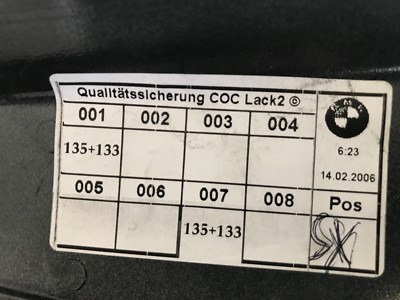 Qualitätssicherung COC Lack2 ©
BMW
001 002 003 004
135+133
6:23
14.02.2006
005 006 007 008 Pos
135+133